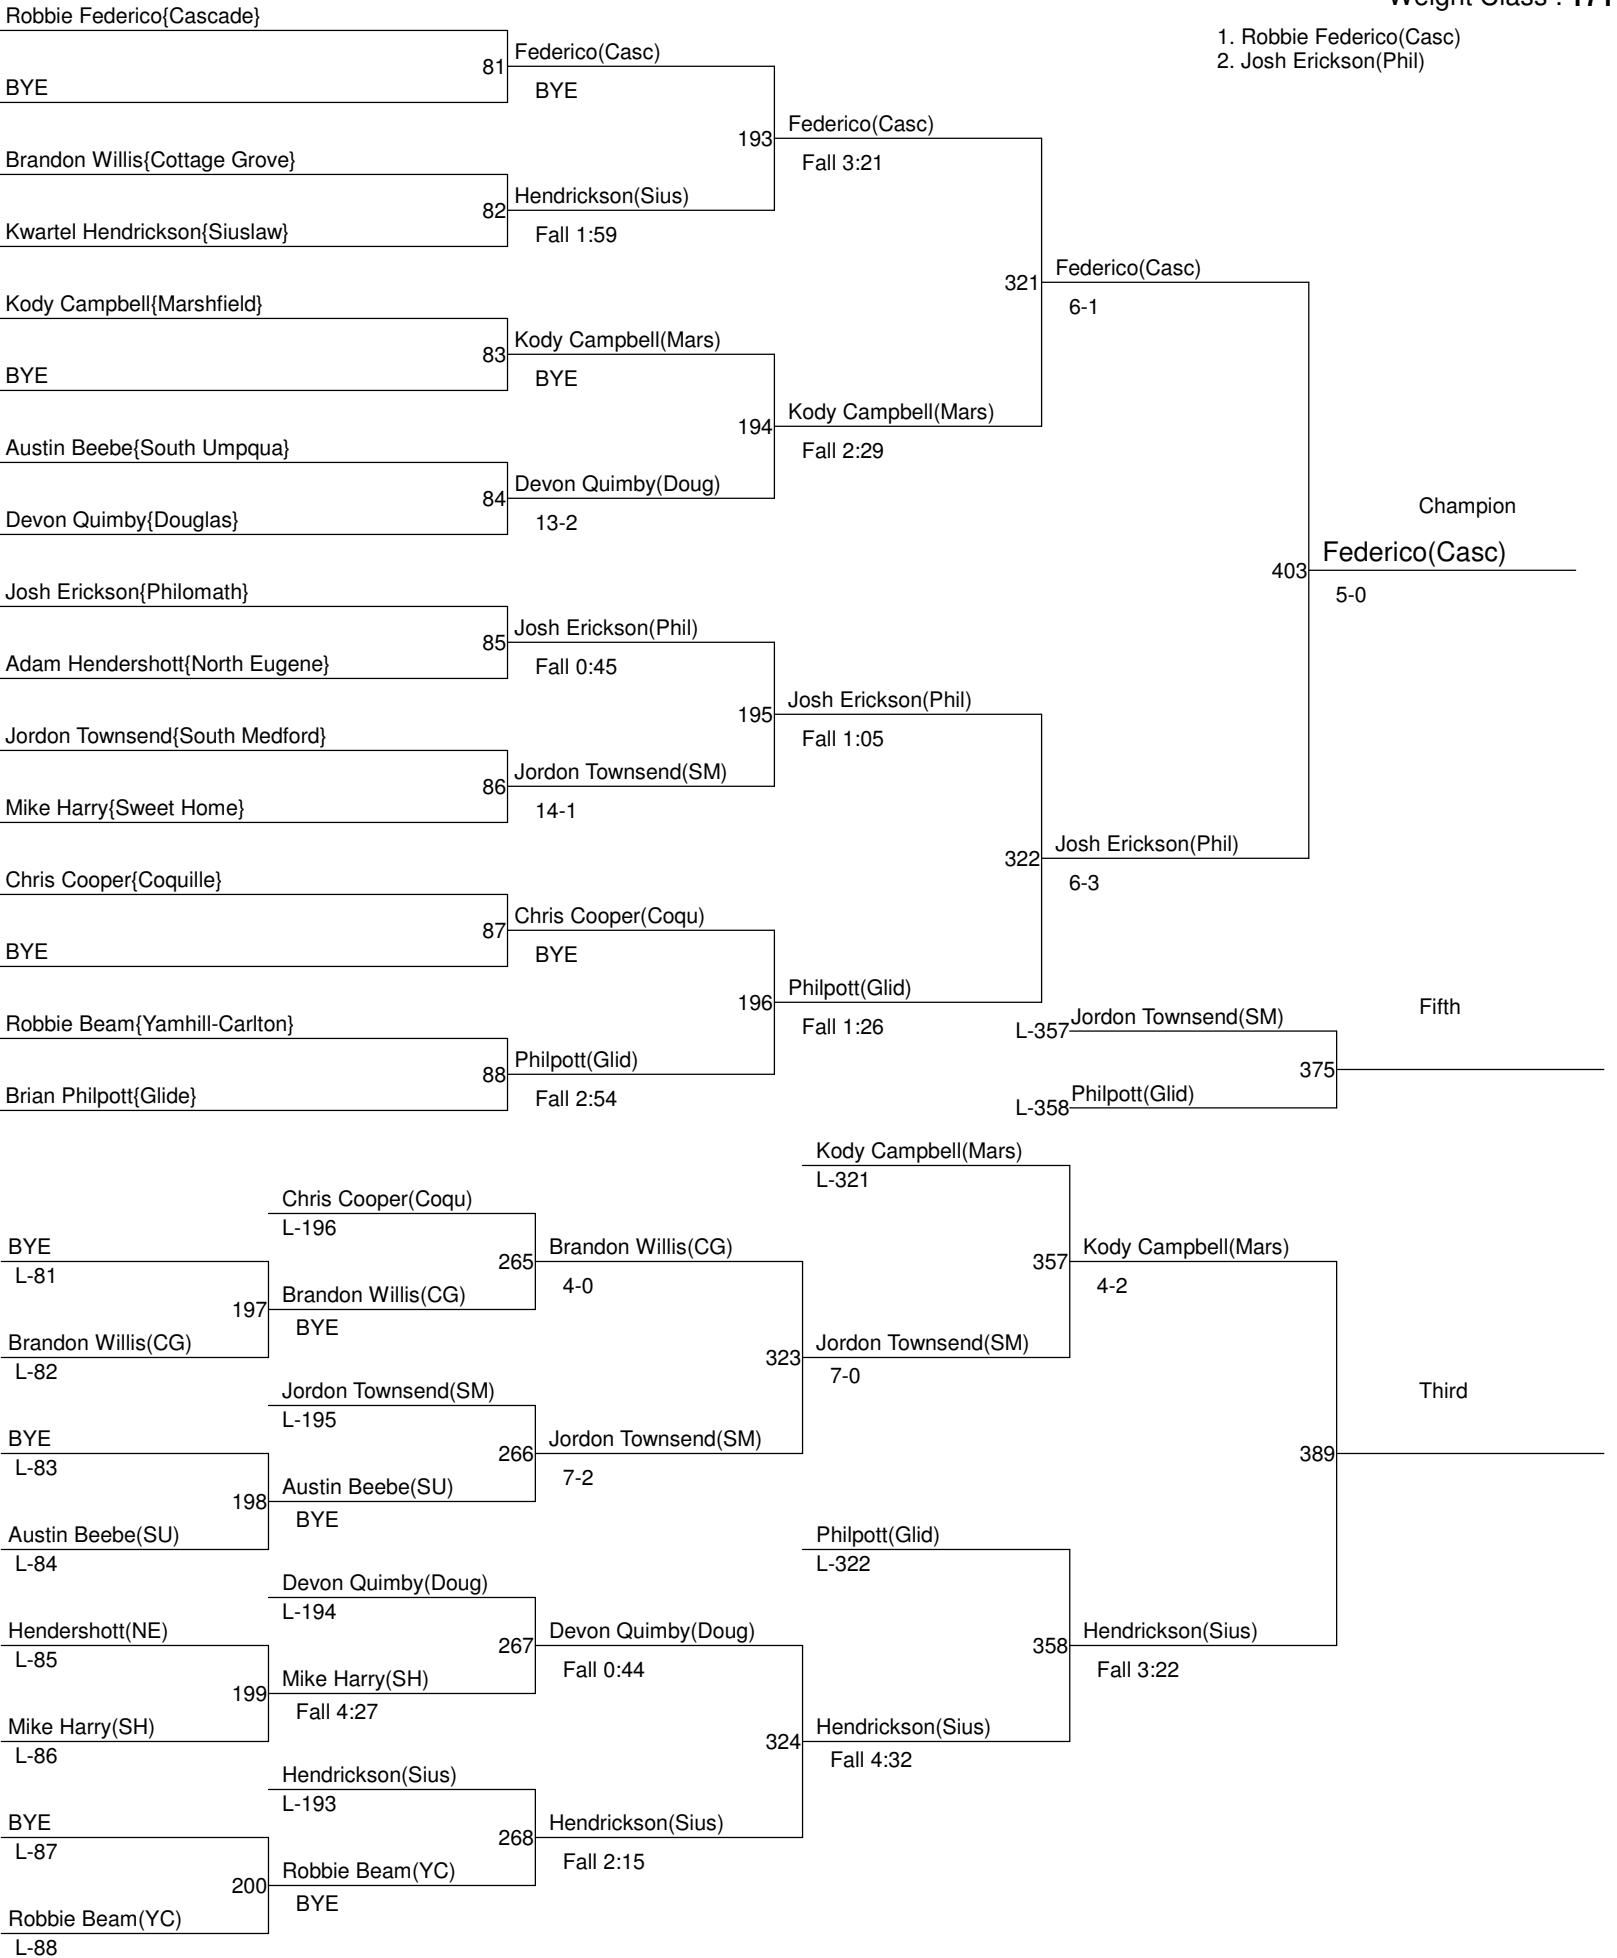 Weight Class : 171
1. Robbie Federico(Casc)
2. Josh Erickson(Phil)
Robbie Federico{Cascade}
81
Federico(Casc)
BYE
BYE
193
Federico(Casc)
Fall 3:21
Brandon Willis{Cottage Grove}
82
Hendrickson(Sius)
Kwartel Hendrickson{Siuslaw}
Fall 1:59
321
Federico(Casc)
6-1
Kody Campbell{Marshfield}
83
Kody Campbell(Mars)
BYE
BYE
194
Kody Campbell(Mars)
Fall 2:29
Austin Beebe{South Umpqua}
84
Devon Quimby(Doug)
Devon Quimby{Douglas}
13-2
Champion
403
Federico(Casc)
5-0
Josh Erickson{Philomath}
85
Josh Erickson(Phil)
Adam Hendershott{North Eugene}
Fall 0:45
195
Josh Erickson(Phil)
Fall 1:05
Jordon Townsend{South Medford}
86
Jordon Townsend(SM)
Mike Harry{Sweet Home}
14-1
322
Josh Erickson(Phil)
6-3
Chris Cooper{Coquille}
87
Chris Cooper(Coqu)
BYE
BYE
196
Philpott(Glid)
Fall 1:26
Robbie Beam{Yamhill-Carlton}
88
Philpott(Glid)
Brian Philpott{Glide}
Fall 2:54
Fifth
L-357
Jordon Townsend(SM)
375
L-358
Philpott(Glid)
Kody Campbell(Mars)
L-321
Chris Cooper(Coqu)
L-196
BYE
L-81
265
Brandon Willis(CG)
4-0
357
Kody Campbell(Mars)
4-2
197
Brandon Willis(CG)
BYE
Brandon Willis(CG)
L-82
323
Jordon Townsend(SM)
7-0
Jordon Townsend(SM)
L-195
Third
BYE
L-83
266
Jordon Townsend(SM)
7-2
389
198
Austin Beebe(SU)
BYE
Austin Beebe(SU)
L-84
Philpott(Glid)
L-322
Devon Quimby(Doug)
L-194
Hendershott(NE)
L-85
267
Devon Quimby(Doug)
Fall 0:44
358
Hendrickson(Sius)
Fall 3:22
199
Mike Harry(SH)
Fall 4:27
Mike Harry(SH)
L-86
324
Hendrickson(Sius)
Fall 4:32
Hendrickson(Sius)
L-193
BYE
L-87
268
Hendrickson(Sius)
Fall 2:15
200
Robbie Beam(YC)
BYE
Robbie Beam(YC)
L-88